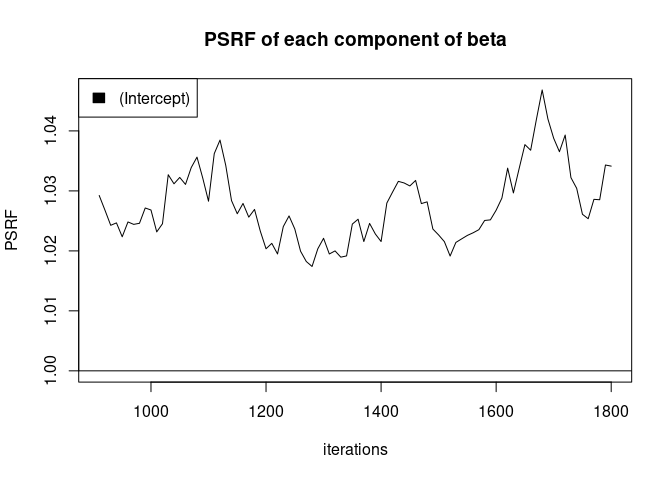 PSRF of each component of beta
(Intercept)
PSRF
1.04
1.03
1.02
1.01
1.00
1000 1200 1400 1600 1800
iterations